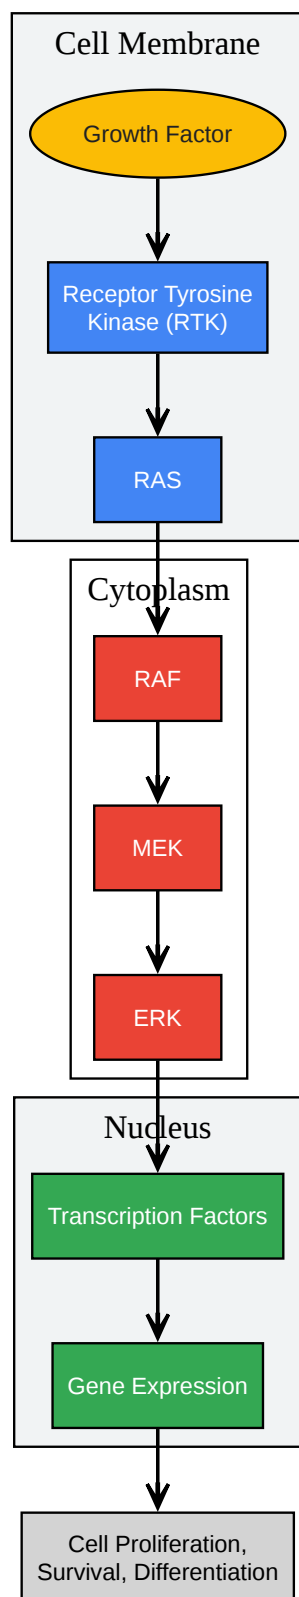 Cell Membrane
Growth Factor
Receptor Tyrosine
Kinase (RTK)
RAS
Cytoplasm
RAF
MEK
ERK
Nucleus
Transcription Factors
Gene Expression
Cell Proliferation,
Survival, Differentiation